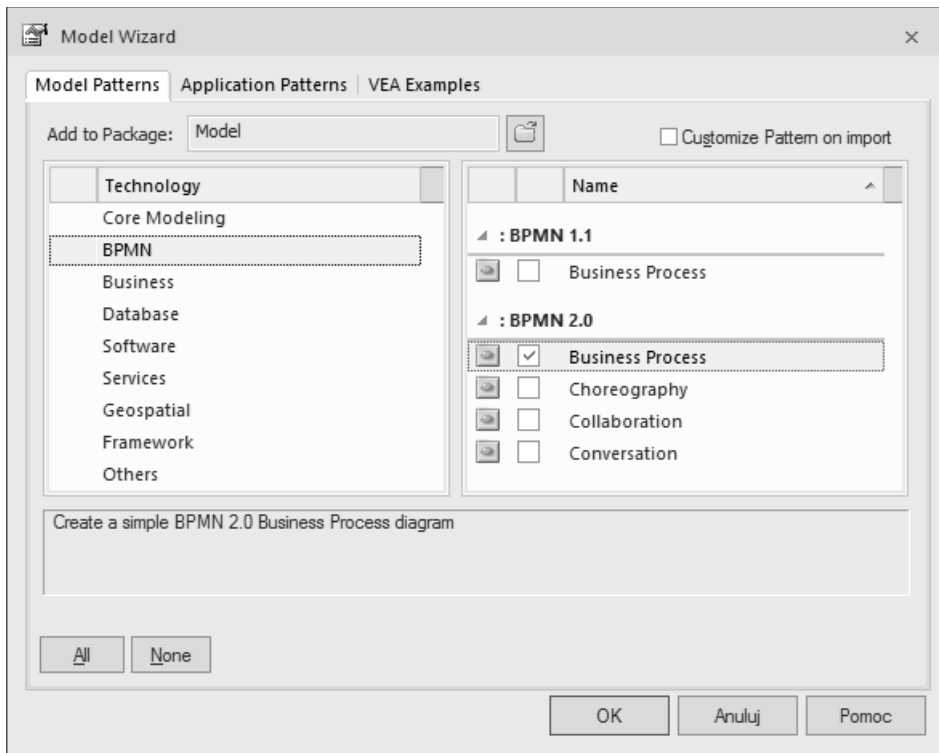 Model Wizard
Model Patterns Application Patterns VEA Examples
Add to Package: Model
Customize Pattern on import
Technology
Core Modeling
BPMN
Business
Database
Software
Services
Geospatial
Framework
Others
Name
: BPMN 1.1
Business Process
: BPMN 2.0
Business Process
Choreography
Collaboration
Conversation
Create a simple BPMN 2.0 Business Process diagram
All None
OK Anuluj Pomoc